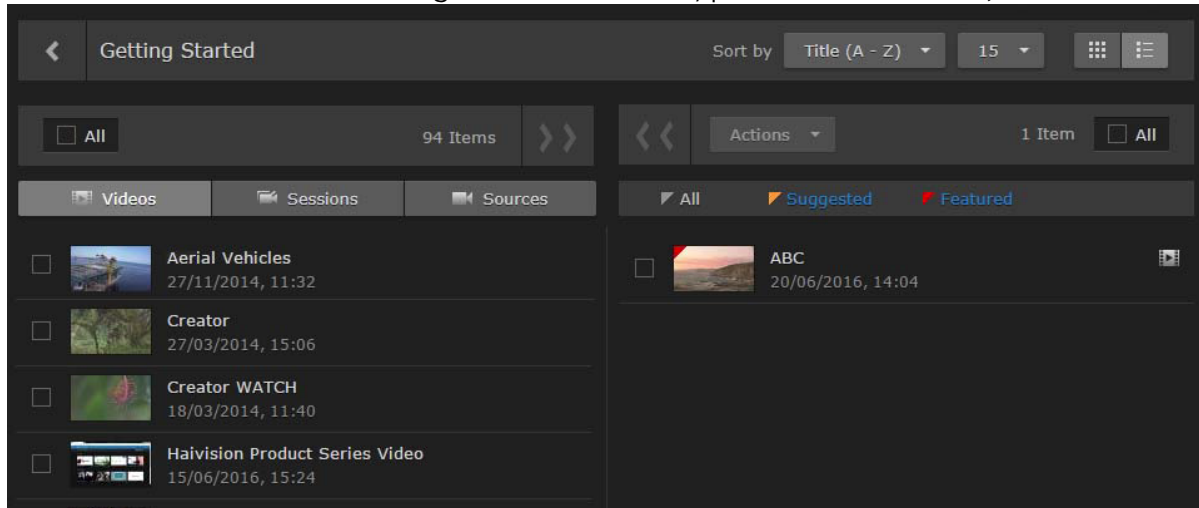 Getting Started
Sort by Title (A - Z) 15
All 94 Items
Actions 1 Item All
Videos Sessions Sources
All Suggested Featured
Aerial Vehicles
27/11/2014, 11:32
Creator
27/03/2014, 15:06
Creator WATCH
18/03/2014, 11:40
Haivision Product Series Video
15/06/2016, 15:24
ABC
20/06/2016, 14:04